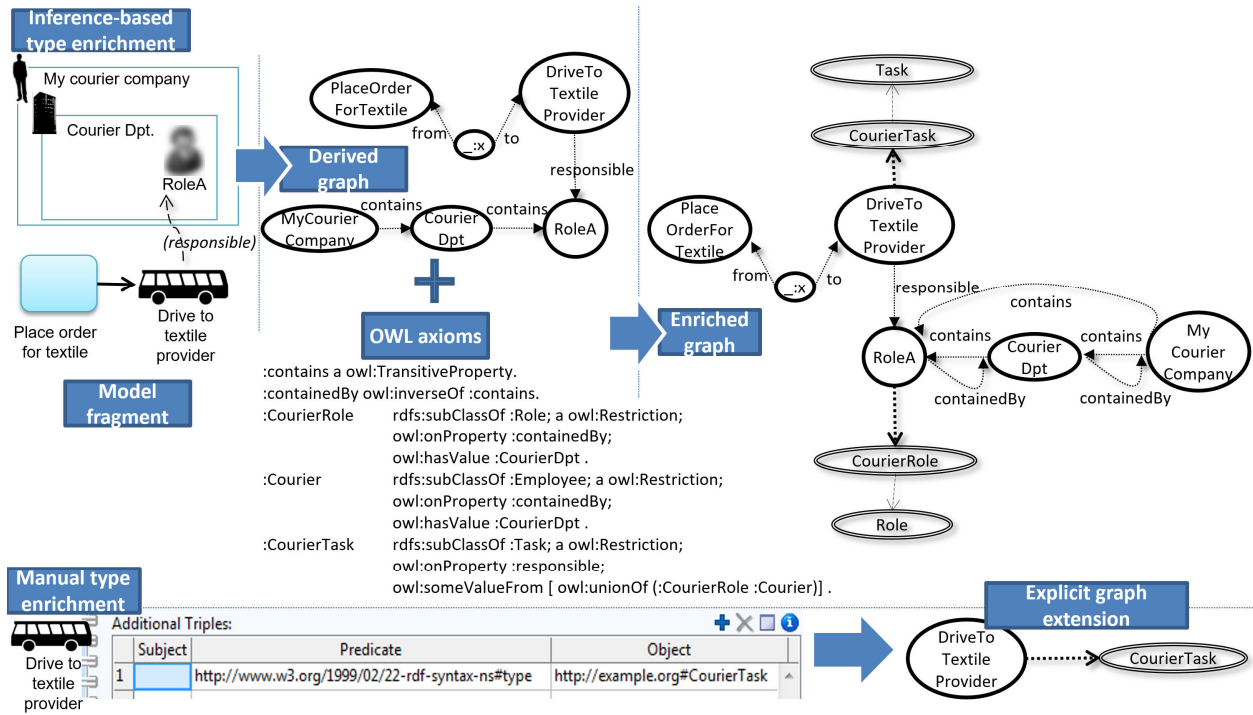 Inference-based
type enrichment
My courier company
Courier Dpt.
RoleA
(responsible)
Place order
for textile
Drive to
textile
provider
Model
fragment
Derived
graph
PlaceOrder
ForTextile
DriveTo
Textile
Provider
from
_:x
to
responsible
MyCourier
Company
contains
Courier
Dpt
contains
RoleA
OWL axioms
:contains a owl:TransitiveProperty.
:containedBy owl:inverseOf :contains.
:CourierRole rdfs:subClassOf :Role; a owl:Restriction;
owl:onProperty :containedBy;
owl:hasValue :CourierDpt .
:Courier rdfs:subClassOf :Employee; a owl:Restriction;
owl:onProperty :containedBy;
owl:hasValue :CourierDpt .
:CourierTask rdfs:subClassOf :Task; a owl:Restriction;
owl:onProperty :responsible;
owl:someValueFrom [ owl:unionOf (:CourierRole :Courier)] .
Enriched
graph
Task
CourierTask
Place
OrderFor
Textile
DriveTo
Textile
Provider
from
_:x
to
responsible
contains
RoleA
contains
Courier
Dpt
contains
My
Courier
Company
containedBy
containedBy
CourierRole
Role
Manual type
enrichment
Drive to
textile
provider
Additional Triples:
Subject Predicate Object
1 http://www.w3.org/1999/02/22-rdf-syntax-ns#type http://example.org#CourierTask
Explicit graph
extension
DriveTo
Textile
Provider
CourierTask